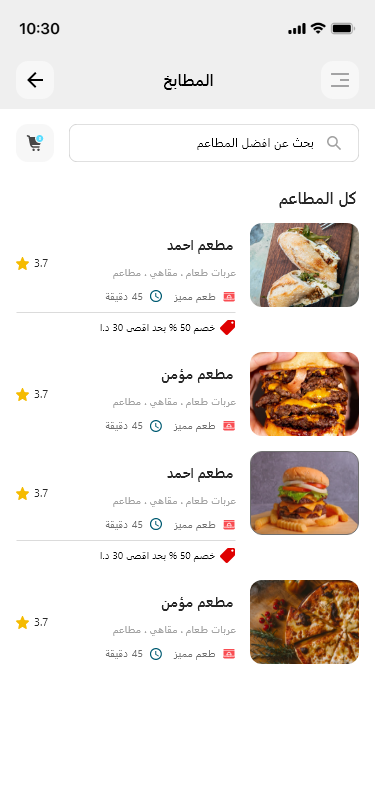 10:30
المطابخ
بحث عن افضل المطاعم
كل المطاعم
مطعم احمد
عربات طعام ، مقاهي ، مطاعم
3.7
طعم مميز
45 دقيقة
خصم 50 % بحد اقصى 30 د.ا
مطعم مؤمن
عربات طعام ، مقاهي ، مطاعم
3.7
طعم مميز
45 دقيقة
مطعم احمد
عربات طعام ، مقاهي ، مطاعم
3.7
طعم مميز
45 دقيقة
خصم 50 % بحد اقصى 30 د.ا
مطعم مؤمن
عربات طعام ، مقاهي ، مطاعم
3.7
طعم مميز
45 دقيقة